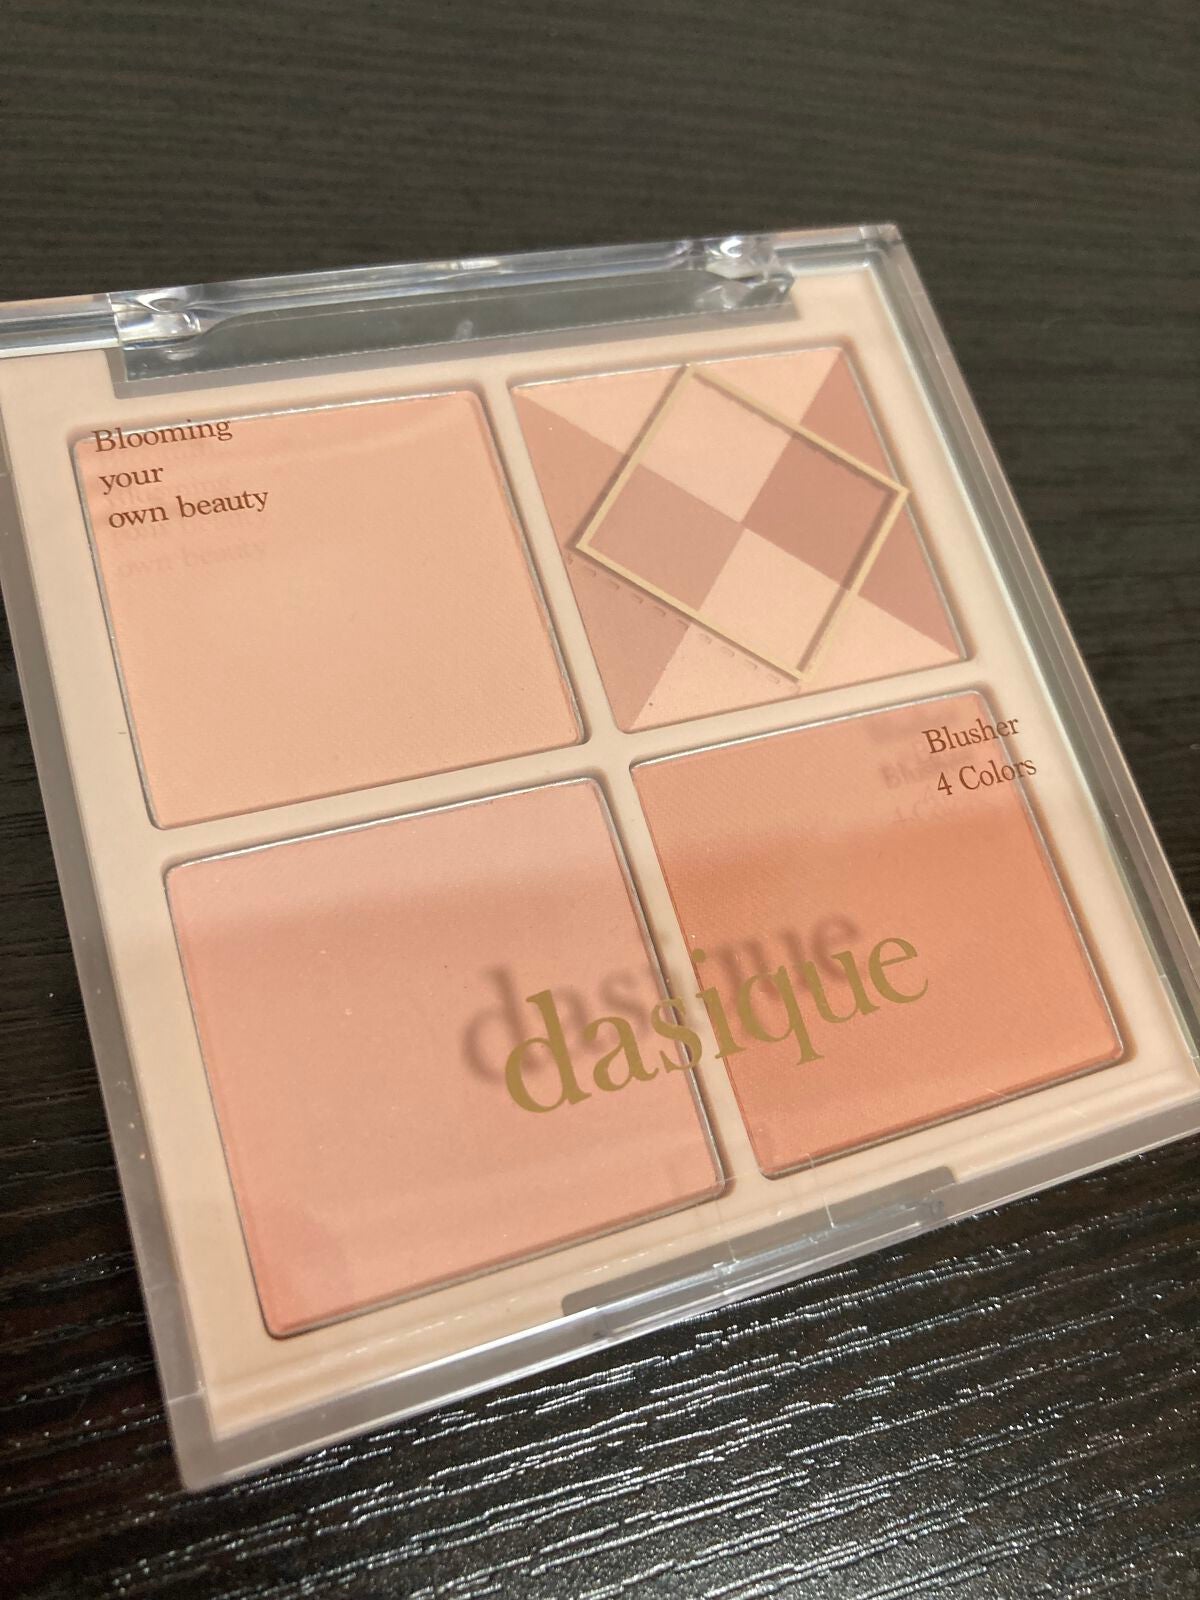 Blooming
your
own beauty
Blusher
4 Colors
dasique